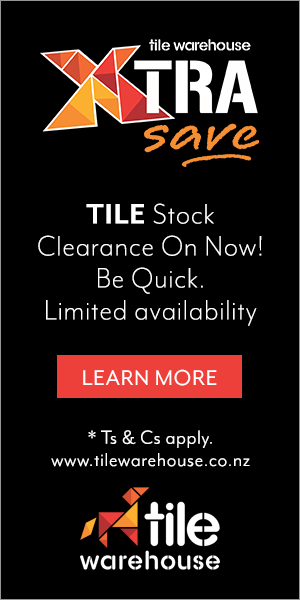 tile warehouse
XTRA
save
TILE Stock
Clearance On Now!
Be Quick.
Limited availability
LEARN MORE
* Ts & Cs apply.
www.tilewarehouse.co.nz
tile
warehouse